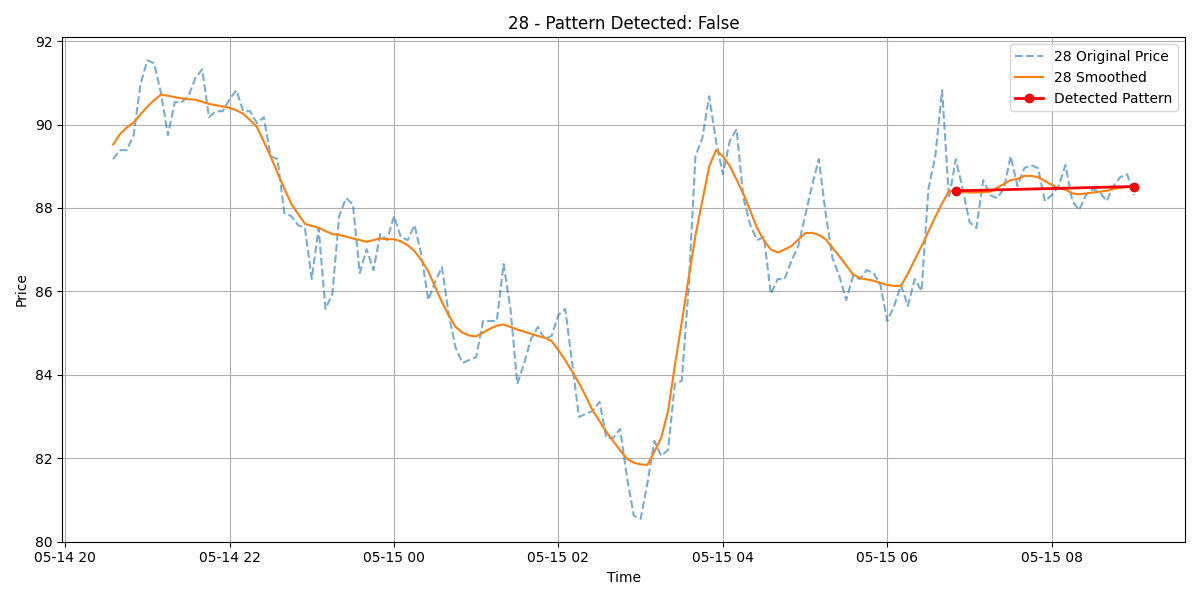 28 - Pattern Detected: False
28 Original Price
28 Smoothed
Detected Pattern
Price
92
90
88
86
84
82
80
05-14 20 05-14 22 05-15 00 05-15 02 05-15 04 05-15 06 05-15 08
Time